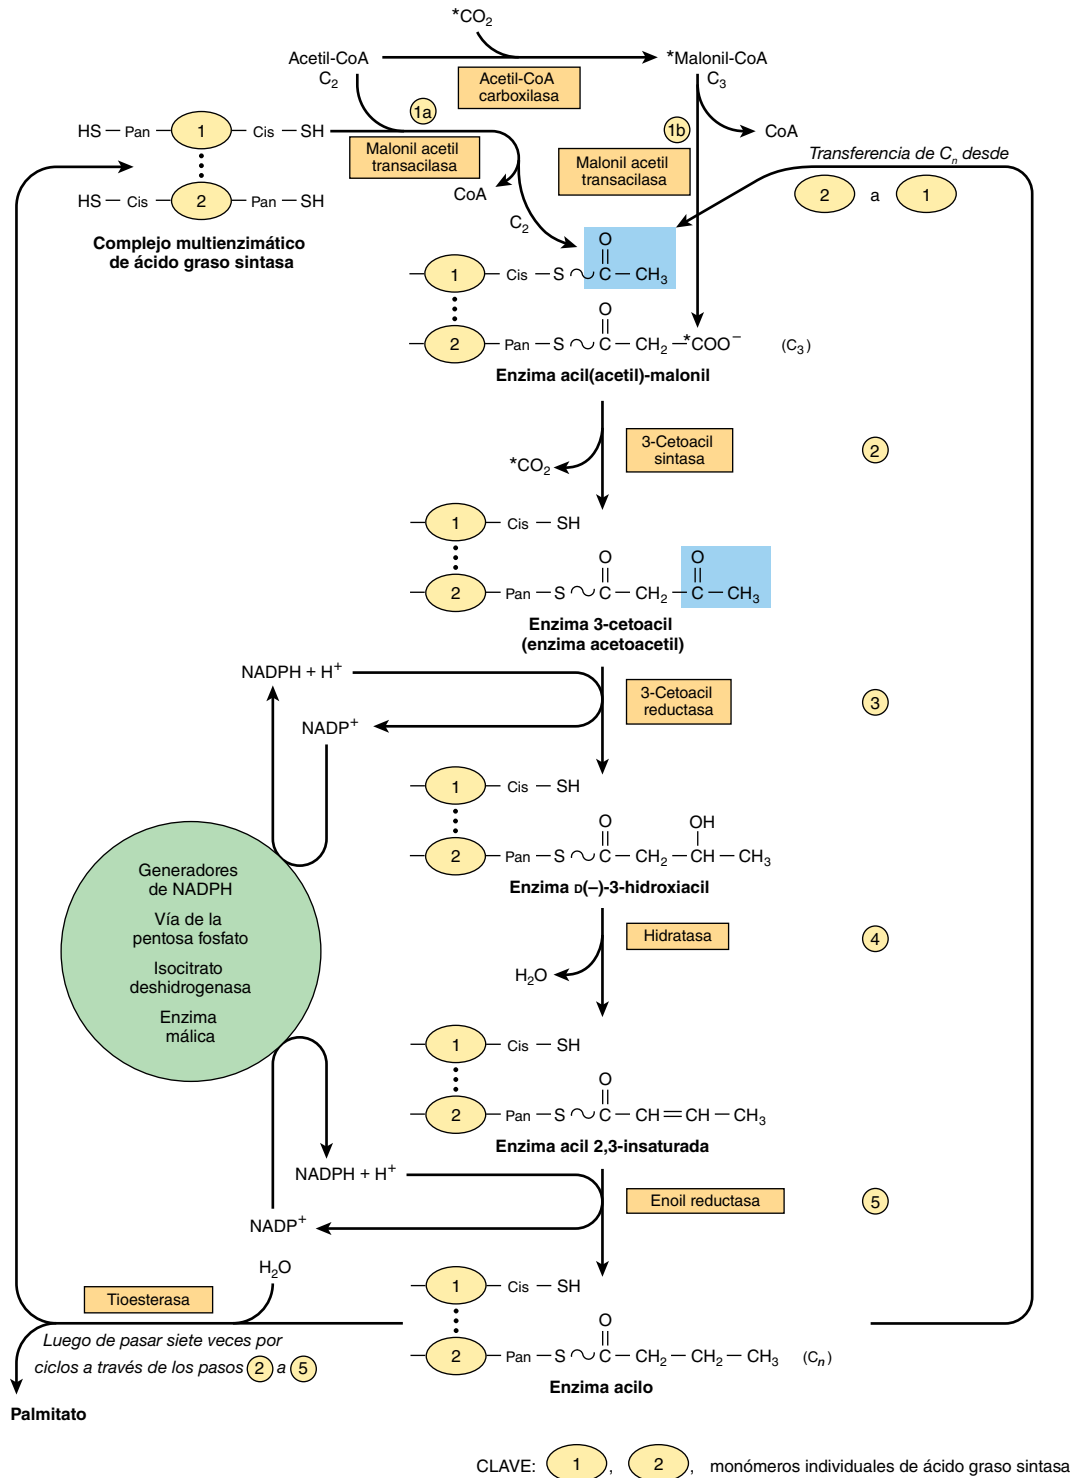 *CO2
Acetil-CoA
C2
*Malonil-CoA
C3
Acetil-CoA
carboxilasa
1a
1b
CoA
HS — Pan — 1 — Cis — SH
Malonil acetil
transacilasa
Malonil acetil
transacilasa
Transferencia de Cn desde
2 a 1
HS — Cis — 2 — Pan — SH
CoA
C2
Complejo multienzimático
de ácido graso sintasa
O
1 — Cis — S ~ C — CH3
O
2 — Pan — S ~ C — CH2 — *COO− (C3)
Enzima acil(acetil)-malonil
3-Cetoacil
sintasa
2
*CO2
1 — Cis — SH
O O
2 — Pan — S ~ C — CH2 — C — CH3
Enzima 3-cetoacil
(enzima acetoacetil)
NADPH + H+
3-Cetoacil
reductasa
3
NADP+
1 — Cis — SH
O OH
2 — Pan — S ~ C — CH2 — CH — CH3
Enzima D(−)-3-hidroxiacil
Generadores
de NADPH
Vía de la
pentosa fosfato
Isocitrato
deshidrogenasa
Enzima
málica
Hidratasa
4
H2O
1 — Cis — SH
O
2 — Pan — S ~ C — CH = CH — CH3
Enzima acil 2,3-insaturada
NADPH + H+
Enoil reductasa
5
NADP+
H2O
Tioesterasa
1 — Cis — SH
Luego de pasar siete veces por
ciclos a través de los pasos 2 a 5
O
2 — Pan — S ~ C — CH2 — CH2 — CH3 (Cn)
Enzima acilo
Palmitato
CLAVE: 1, 2, monómeros individuales de ácido graso sintasa